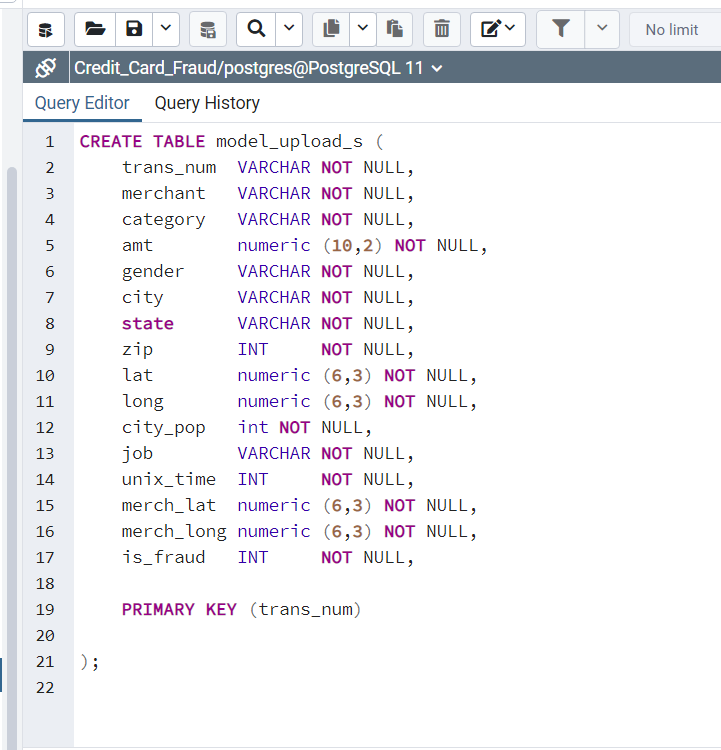 No limit
Credit_Card_Fraud/postgres@PostgreSQL 11
Query Editor Query History
1 CREATE TABLE model_upload_s (
2 trans_num VARCHAR NOT NULL,
3 merchant VARCHAR NOT NULL,
4 category VARCHAR NOT NULL,
5 amt numeric (10,2) NOT NULL,
6 gender VARCHAR NOT NULL,
7 city VARCHAR NOT NULL,
8 state VARCHAR NOT NULL,
9 zip INT NOT NULL,
10 lat numeric (6,3) NOT NULL,
11 long numeric (6,3) NOT NULL,
12 city_pop int NOT NULL,
13 job VARCHAR NOT NULL,
14 unix_time INT NOT NULL,
15 merch_lat numeric (6,3) NOT NULL,
16 merch_long numeric (6,3) NOT NULL,
17 is_fraud INT NOT NULL,
18
19 PRIMARY KEY (trans_num)
20
21 );
22